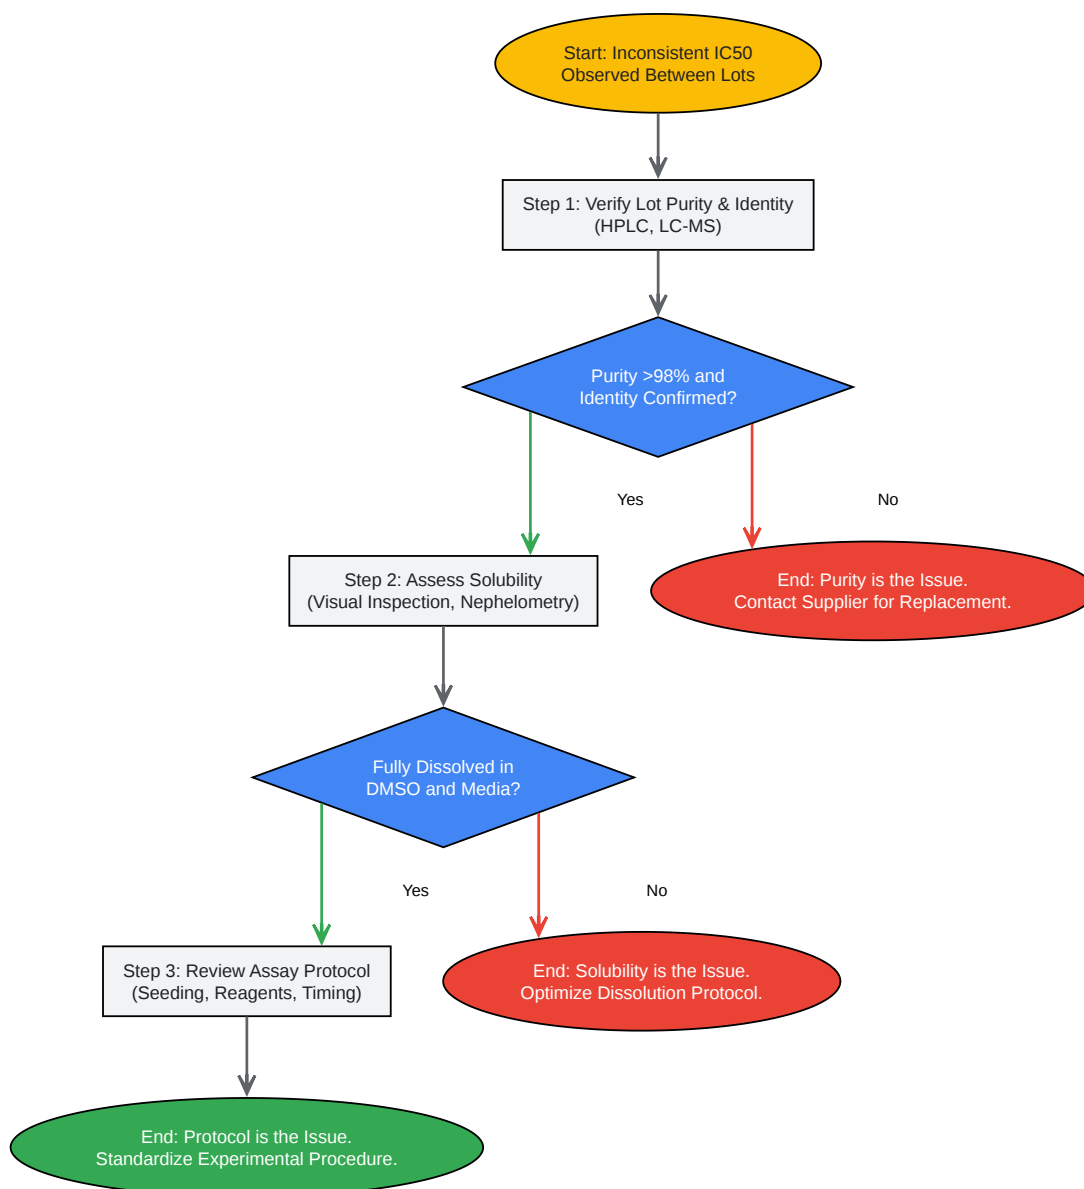 Start: Inconsistent IC50
Observed Between Lots
Step 1: Verify Lot Purity & Identity
(HPLC, LC-MS)
Purity >98% and
Identity Confirmed?
Yes
No
Step 2: Assess Solubility
(Visual Inspection, Nephelometry)
End: Purity is the Issue.
Contact Supplier for Replacement.
Fully Dissolved in
DMSO and Media?
Yes
No
Step 3: Review Assay Protocol
(Seeding, Reagents, Timing)
End: Solubility is the Issue.
Optimize Dissolution Protocol.
End: Protocol is the Issue.
Standardize Experimental Procedure.